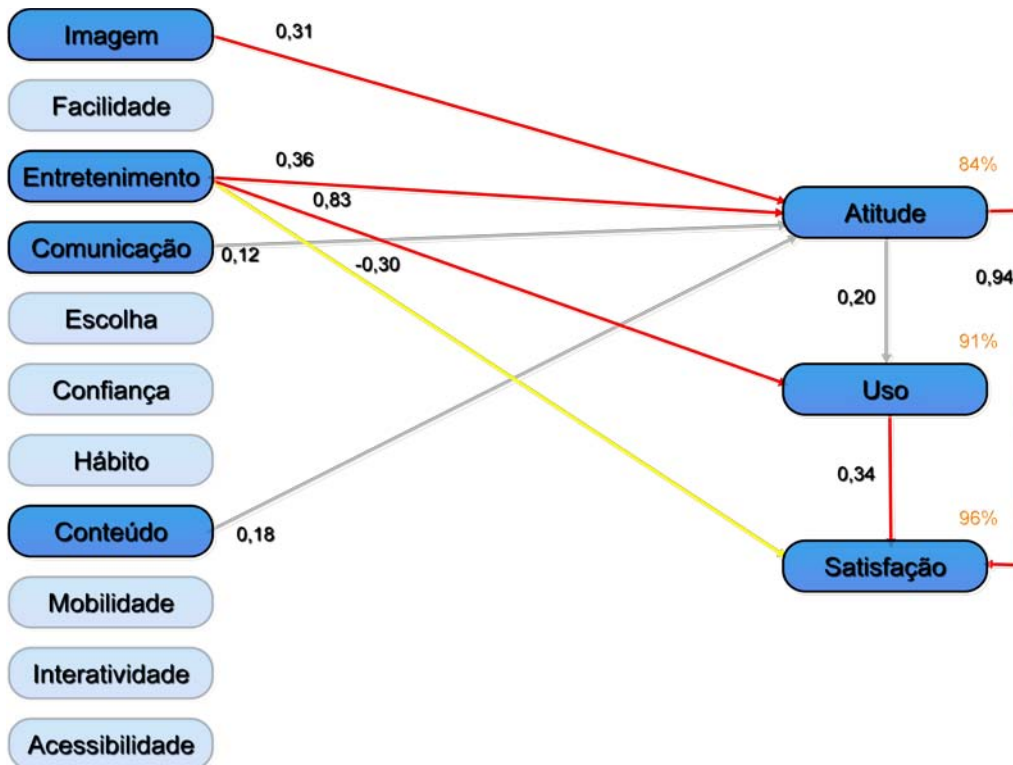 Imagem
0,31
Facilidade
Entretenimento
0,36
84%
0,83
Atitude
Comunicação
0,12
-0,30
0,94
0,20
Escolha
91%
Confiança
Uso
Hábito
0,34
Conteúdo
0,18
96%
Satisfação
Mobilidade
Interatividade
Acessibilidade